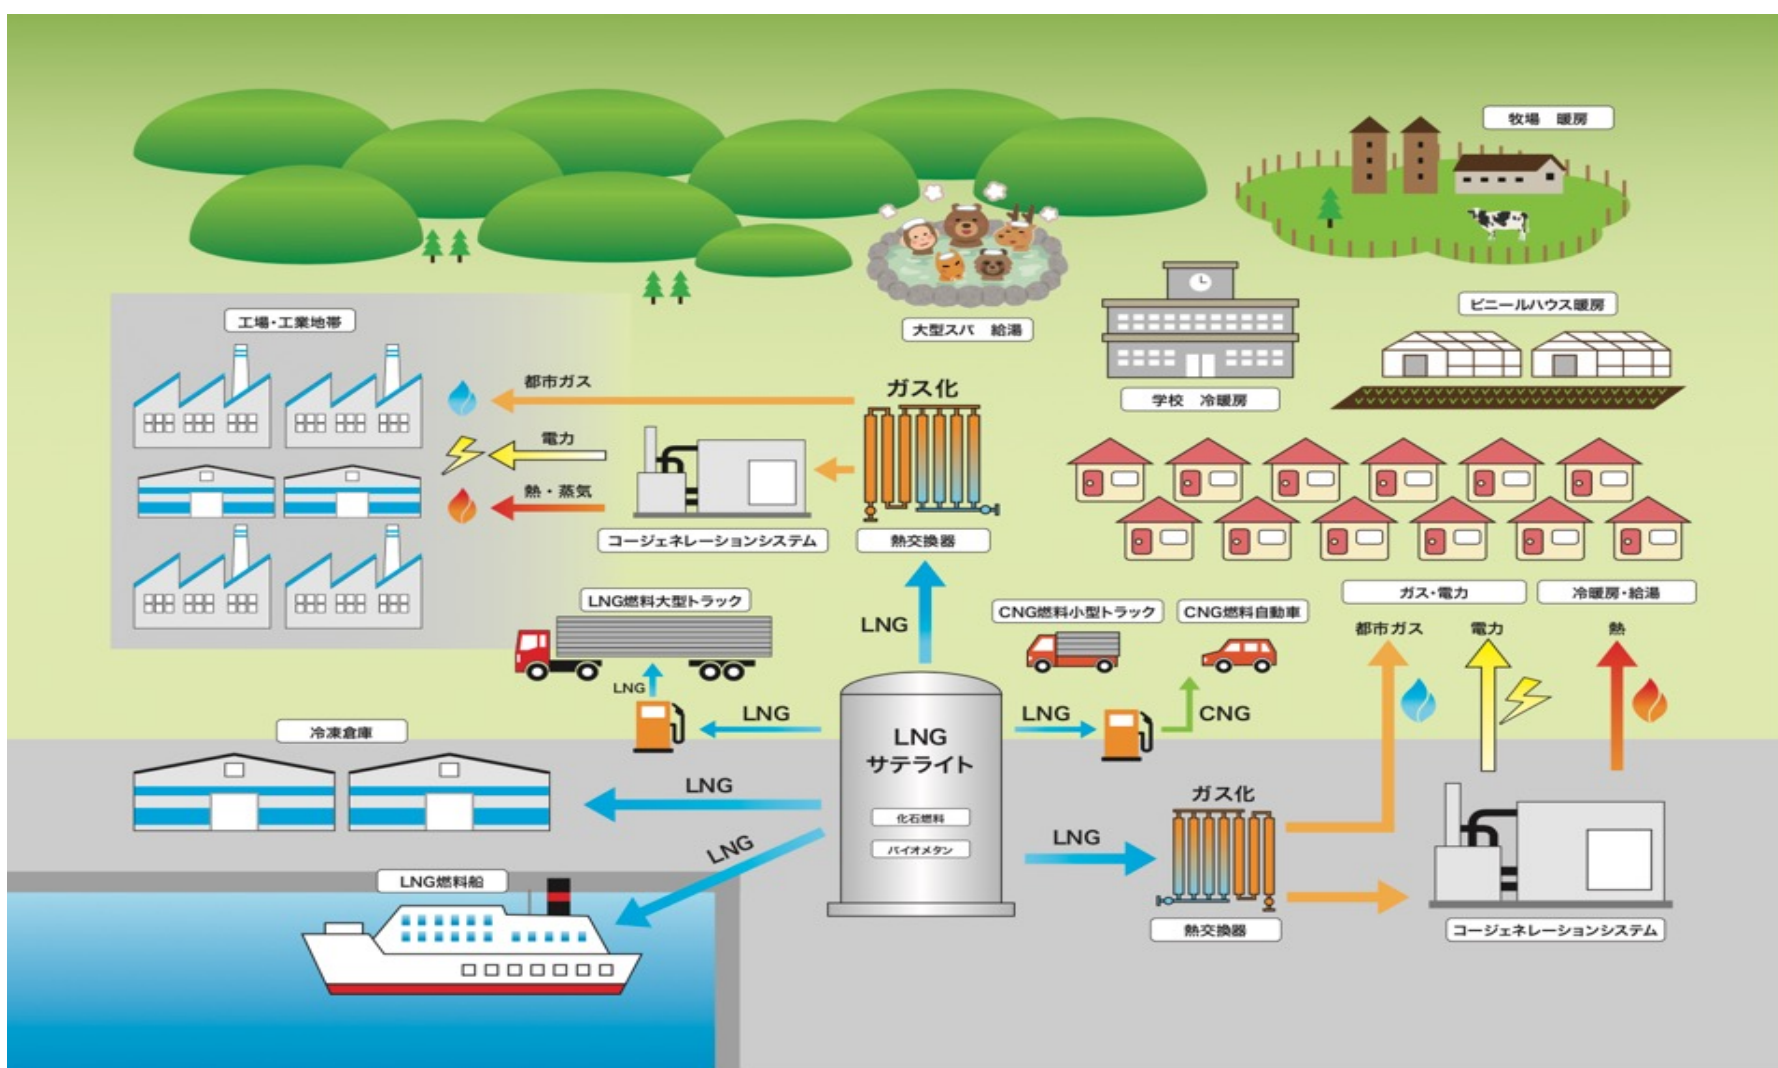 牧場 暖房
工場・工業地帯
大型スパ 給湯
ビニールハウス暖房
学校 冷暖房
都市ガス
ガス化
電力
熱・蒸気
コージェネレーションシステム
熱交換器
LNG燃料大型トラック
LNG
CNG燃料小型トラック
CNG燃料自動車
ガス・電力
冷暖房・給湯
都市ガス
電力
熱
LNG
LNG
LNG
CNG
冷凍倉庫
LNG
サテライト
化石燃料
バイオメタン
LNG
LNG
LNG燃料船
LNG
ガス化
熱交換器
コージェネレーションシステム